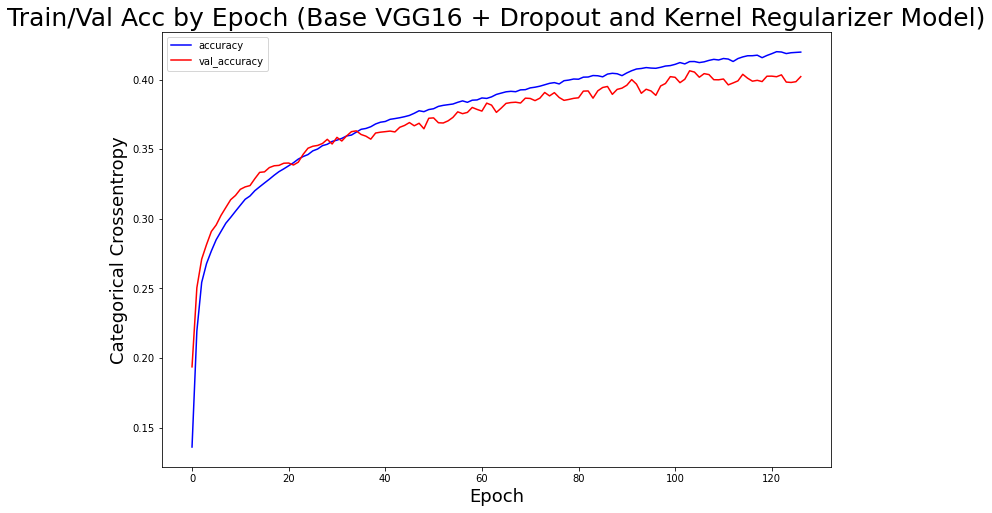 Train/Val Acc by Epoch (Base VGG16 + Dropout and Kernel Regularizer Model)
accuracy
val_accuracy
Categorical Crossentropy
0.40
0.35
0.30
0.25
0.20
0.15
0 20 40 60 80 100 120
Epoch